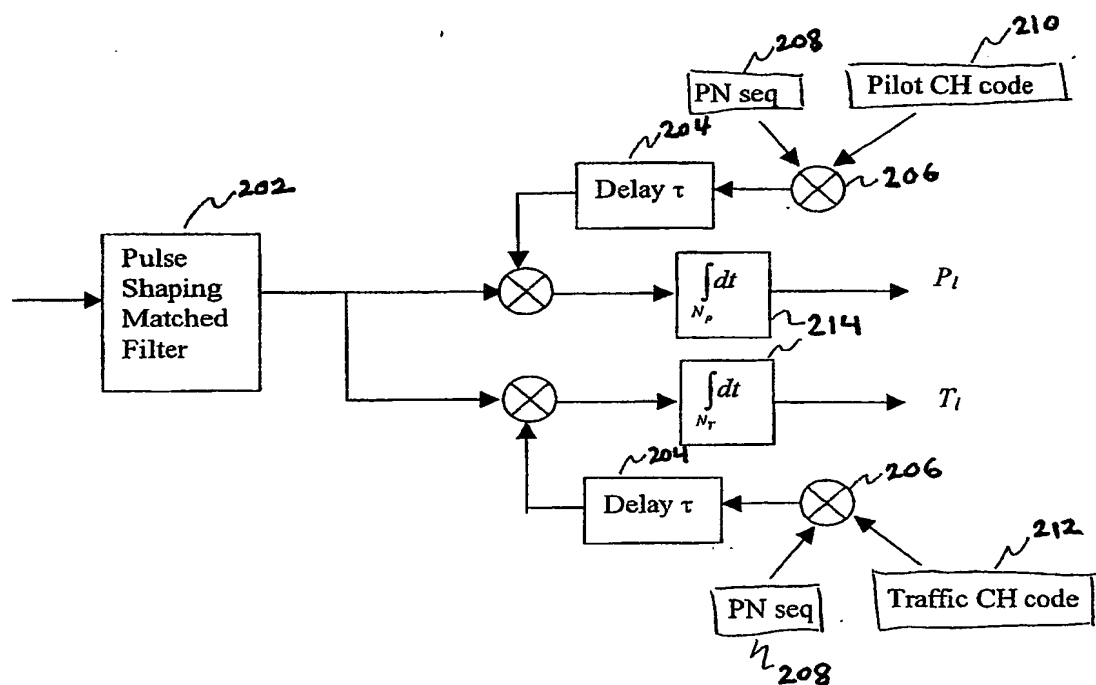 210
208
PN seq
Pilot CH code
204
202
Delay τ
206
Pulse
Shaping
Matched
Filter
∫dt
N_p
P_l
214
214
∫dt
N_T
T_l
204
206
Delay τ
212
PN seq
Traffic CH code
208